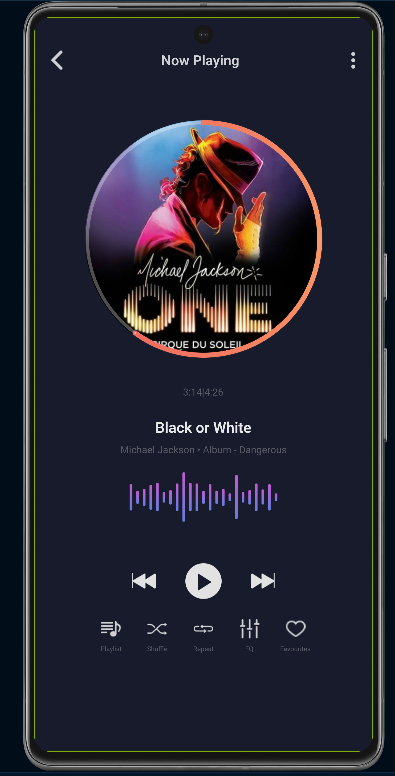 Now Playing
Michael Jackson
ONE
CIRQUE DU SOLEIL
3:14|4:26
Black or White
Michael Jackson • Album - Dangerous
Playlist
Shuffle
Repeat
EQ
Favourites